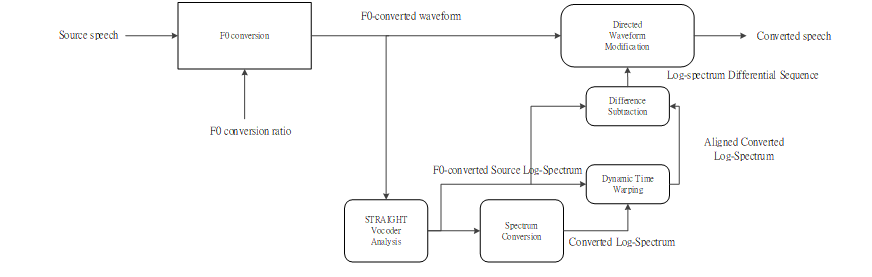 F0-converted waveform
Source speech
F0 conversion
Directed
Waveform
Modification
Converted speech
Log-spectrum Differential Sequence
Difference
Subtraction
F0 conversion ratio
Aligned Converted
Log-Spectrum
F0-converted Source Log-Spectrum
Dynamic Time
Warping
STRAIGHT
Vocoder
Analysis
Spectrum
Conversion
Converted Log-Spectrum